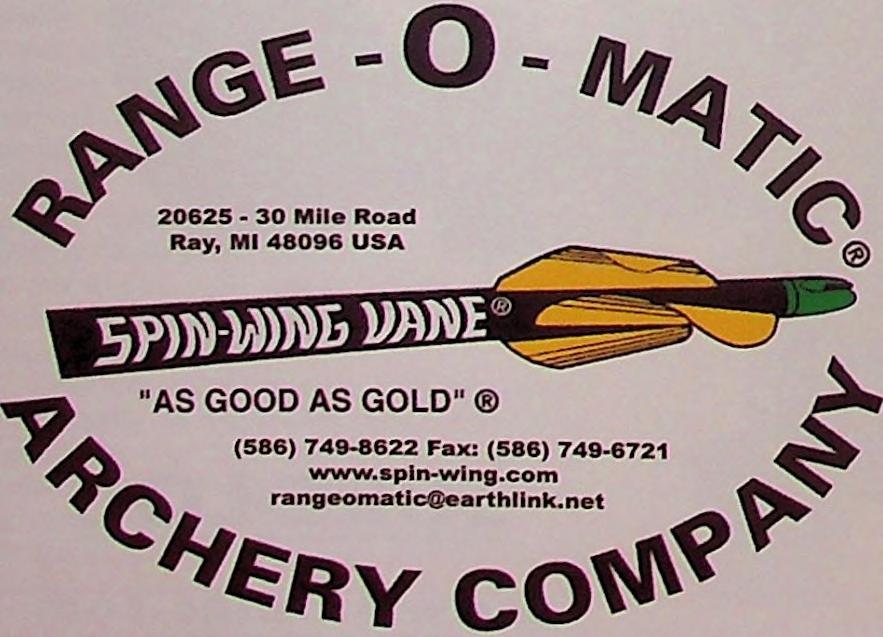 RANGE - O - MATIC®
20625 - 30 Mile Road
Ray, MI 48096 USA
SPIN-WING VANE®
"AS GOOD AS GOLD" ®
(586) 749-8622 Fax: (586) 749-6721
www.spin-wing.com
rangeomatic@earthlink.net
ARCHERY COMPANY